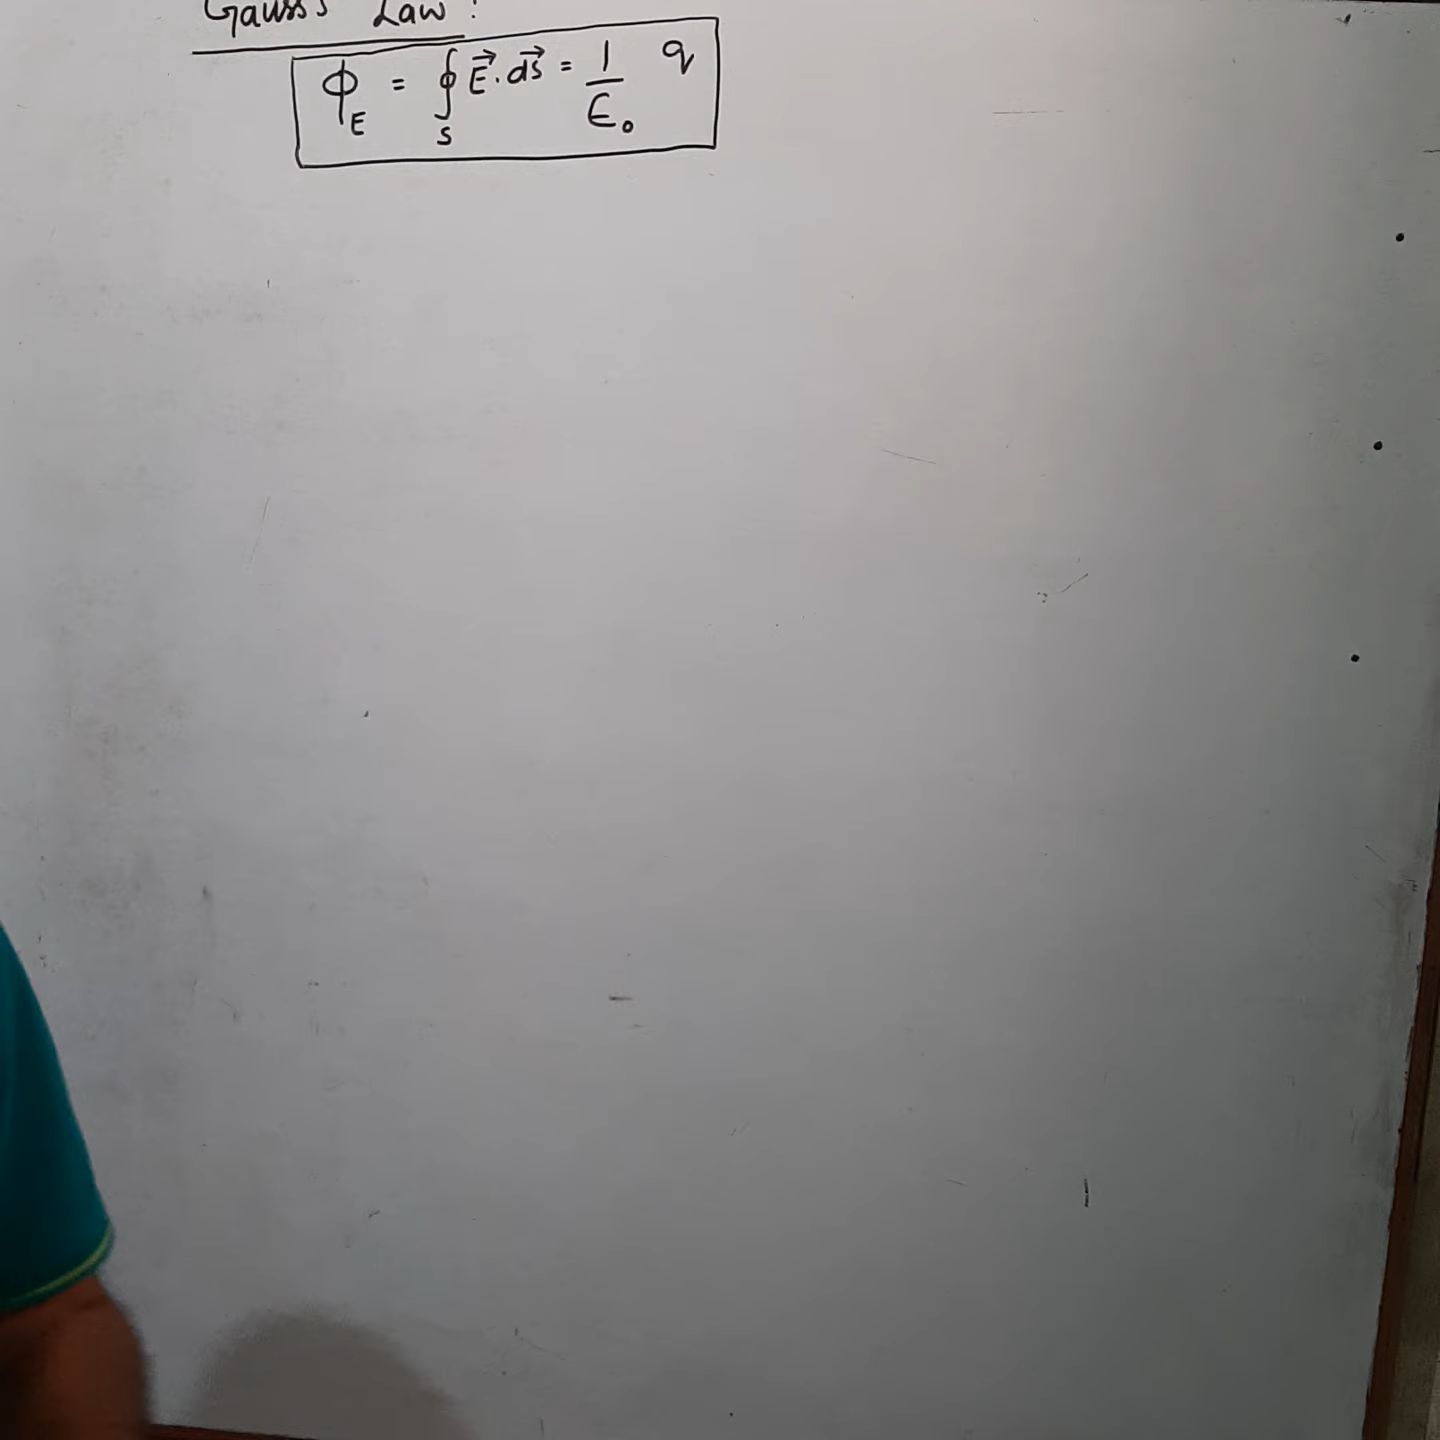 Gauss's Law :
ϕ_E = ∮_S E⃗ . ds⃗ = 1/ϵ₀ q